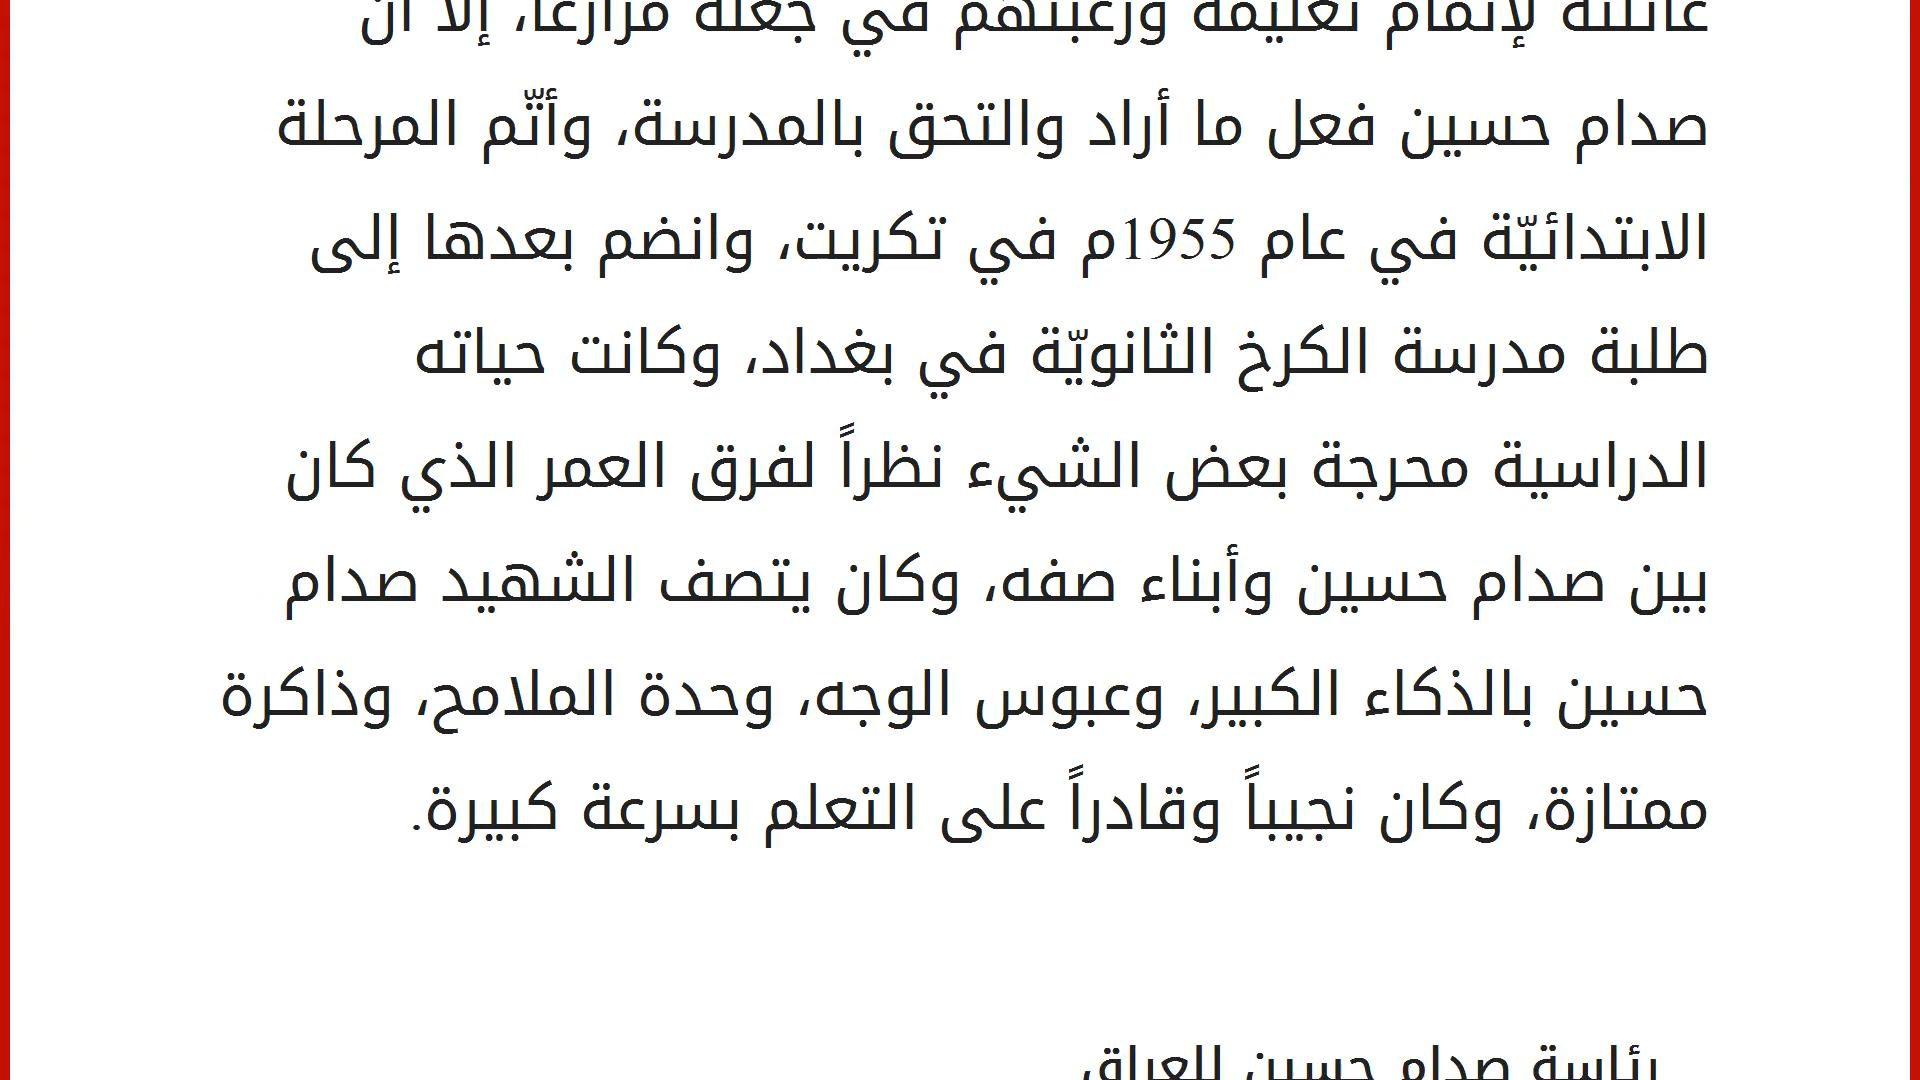 عائلته لإتمام تعليمه ورغبتهم في جعله مزارعاً، إلا أن
صدام حسين فعل ما أراد والتحق بالمدرسة، وأتّم المرحلة
الابتدائيّة في عام 1955م في تكريت، وانضم بعدها إلى
طلبة مدرسة الكرخ الثانويّة في بغداد، وكانت حياته
الدراسية محرجة بعض الشيء نظراً لفرق العمر الذي كان
بين صدام حسين وأبناء صفه، وكان يتصف الشهيد صدام
حسين بالذكاء الكبير، وعبوس الوجه، وحدة الملامح، وذاكرة
ممتازة، وكان نجيباً وقادراً على التعلم بسرعة كبيرة.
رئاسة صدام حسين للعراق